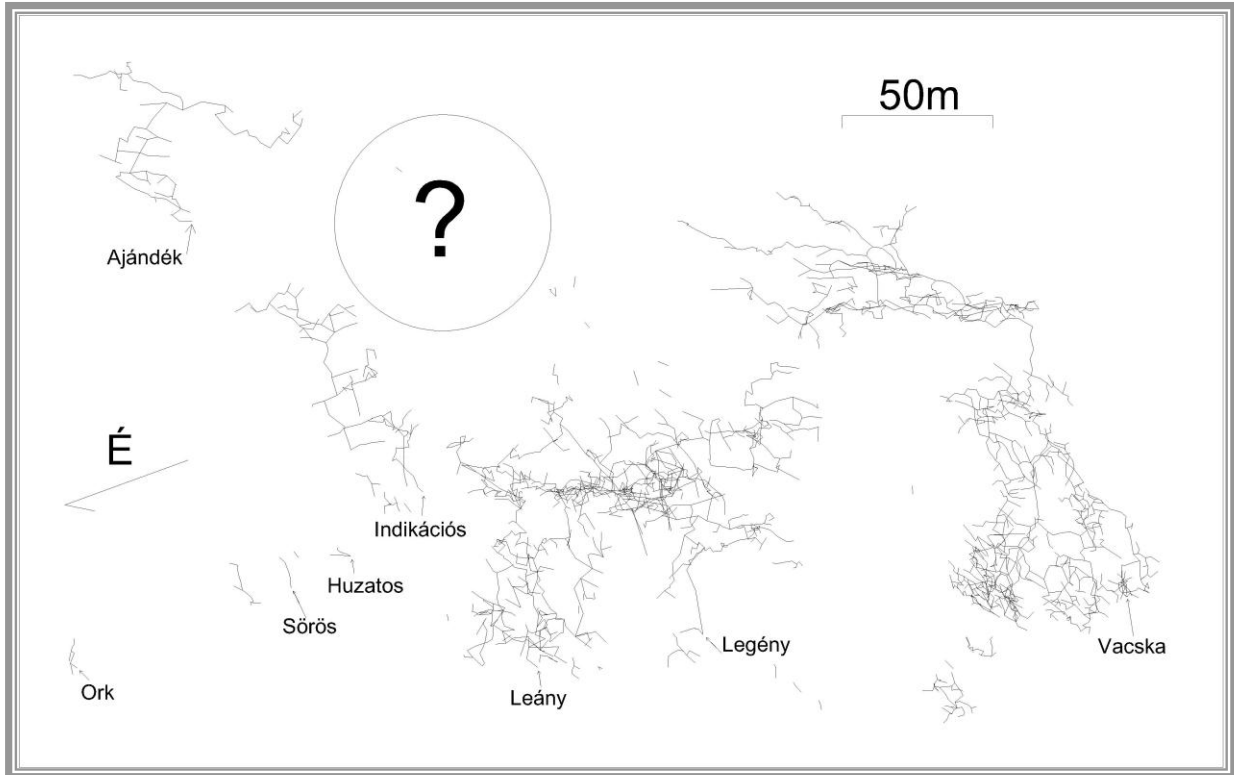 50m
?
Ajándék
É
Indikációs
Huzatos
Sörös
Legény
Vacska
Ork
Leány